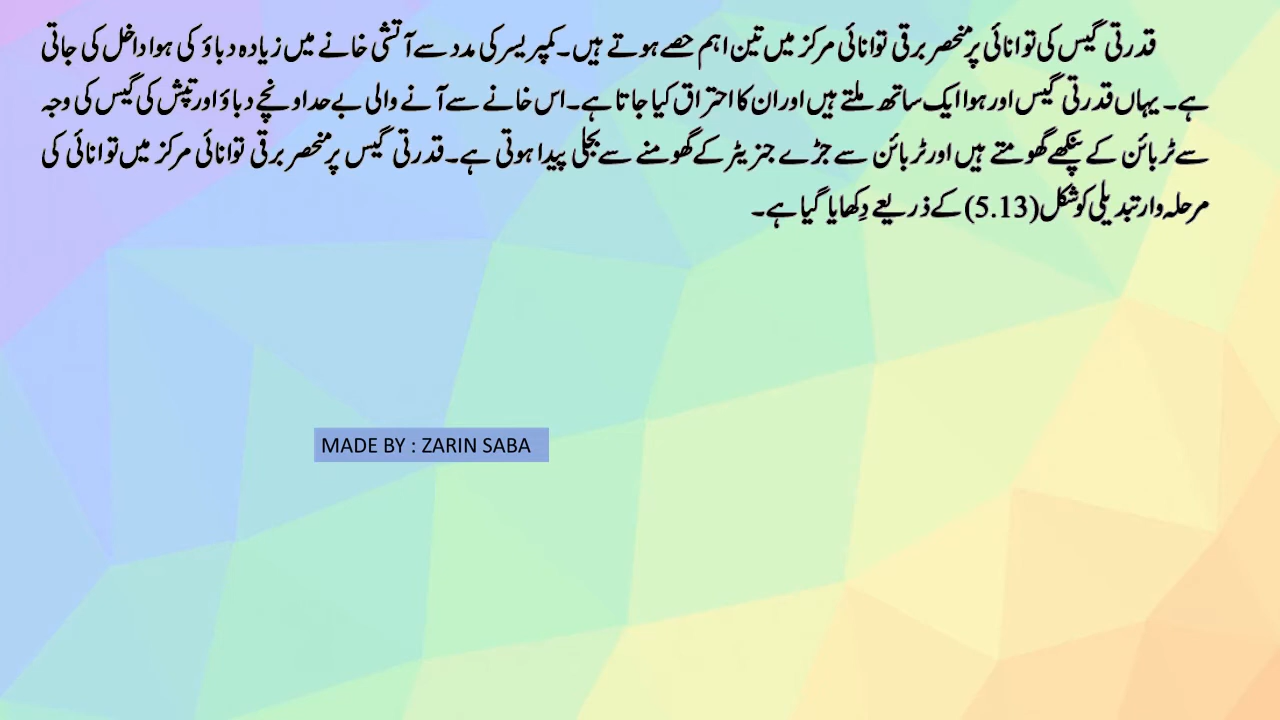 قدرتی گیس کی توانائی پر منحصر برقی توانائی مرکز میں تین اہم حصے ہوتے ہیں۔ کمپریسر کی مدد سے آتشی خانے میں زیادہ دباؤ کی ہوا داخل کی جاتی
ہے۔ یہاں قدرتی گیس اور ہوا ایک ساتھ ملتے ہیں اور ان کا احتراق کیا جاتا ہے۔ اس خانے سے آنے والی بے حد اونچے دباؤ اور تپش کی گیس کی وجہ
سے ٹربائن کے پنکھے گھومتے ہیں اور ٹربائن سے جڑے جنریٹر کے گھومنے سے بجلی پیدا ہوتی ہے۔ قدرتی گیس پر منحصر برقی توانائی مرکز میں توانائی کی
مرحلہ وار تبدیلی کو شکل (5.13) کے ذریعے دِکھایا گیا ہے۔
MADE BY : ZARIN SABA